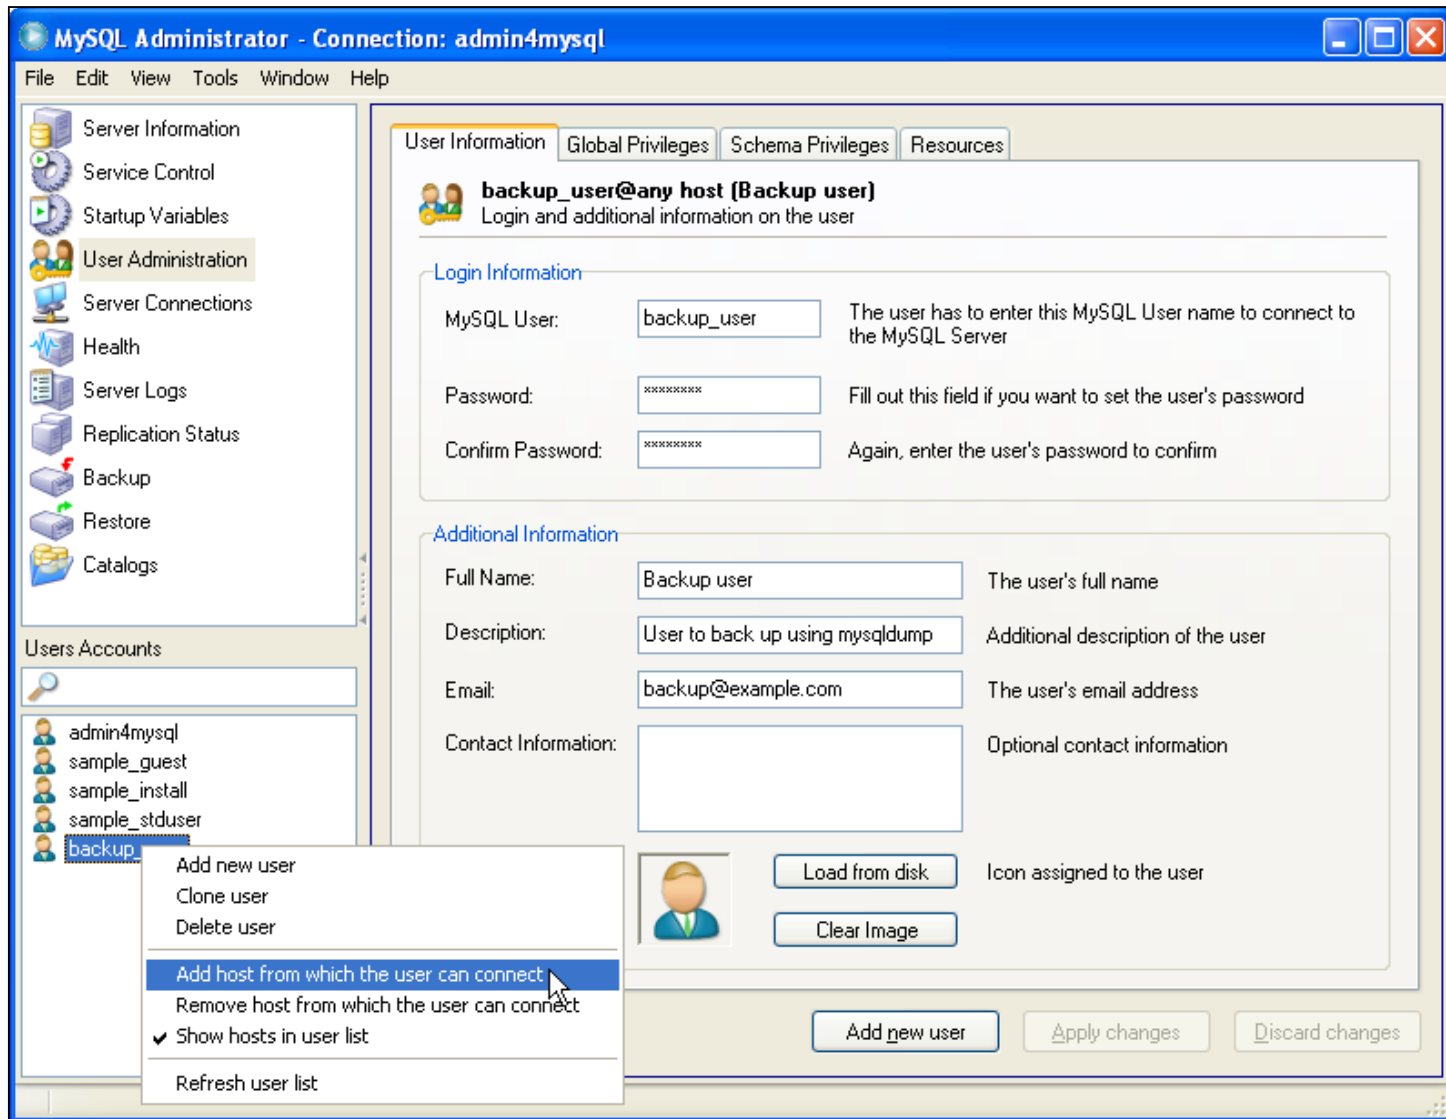 MySQL Administrator - Connection: admin4mysql
File Edit View Tools Window Help
Server Information
Service Control
Startup Variables
User Administration
Server Connections
Health
Server Logs
Replication Status
Backup
Restore
Catalogs
Users Accounts
admin4mysql
sample_guest
sample_install
sample_stduser
backup_
Add new user
Clone user
Delete user
Add host from which the user can connect
Remove host from which the user can connect
Show hosts in user list
Refresh user list
User Information Global Privileges Schema Privileges Resources
backup_user@any host (Backup user)
Login and additional information on the user
Login Information
MySQL User: backup_user The user has to enter this MySQL User name to connect to
the MySQL Server
Password: ******** Fill out this field if you want to set the user's password
Confirm Password: ******** Again, enter the user's password to confirm
Additional Information
Full Name: Backup user The user's full name
Description: User to back up using mysqldump Additional description of the user
Email: backup@example.com The user's email address
Contact Information: Optional contact information
Load from disk Icon assigned to the user
Clear Image
Add new user Apply changes Discard changes